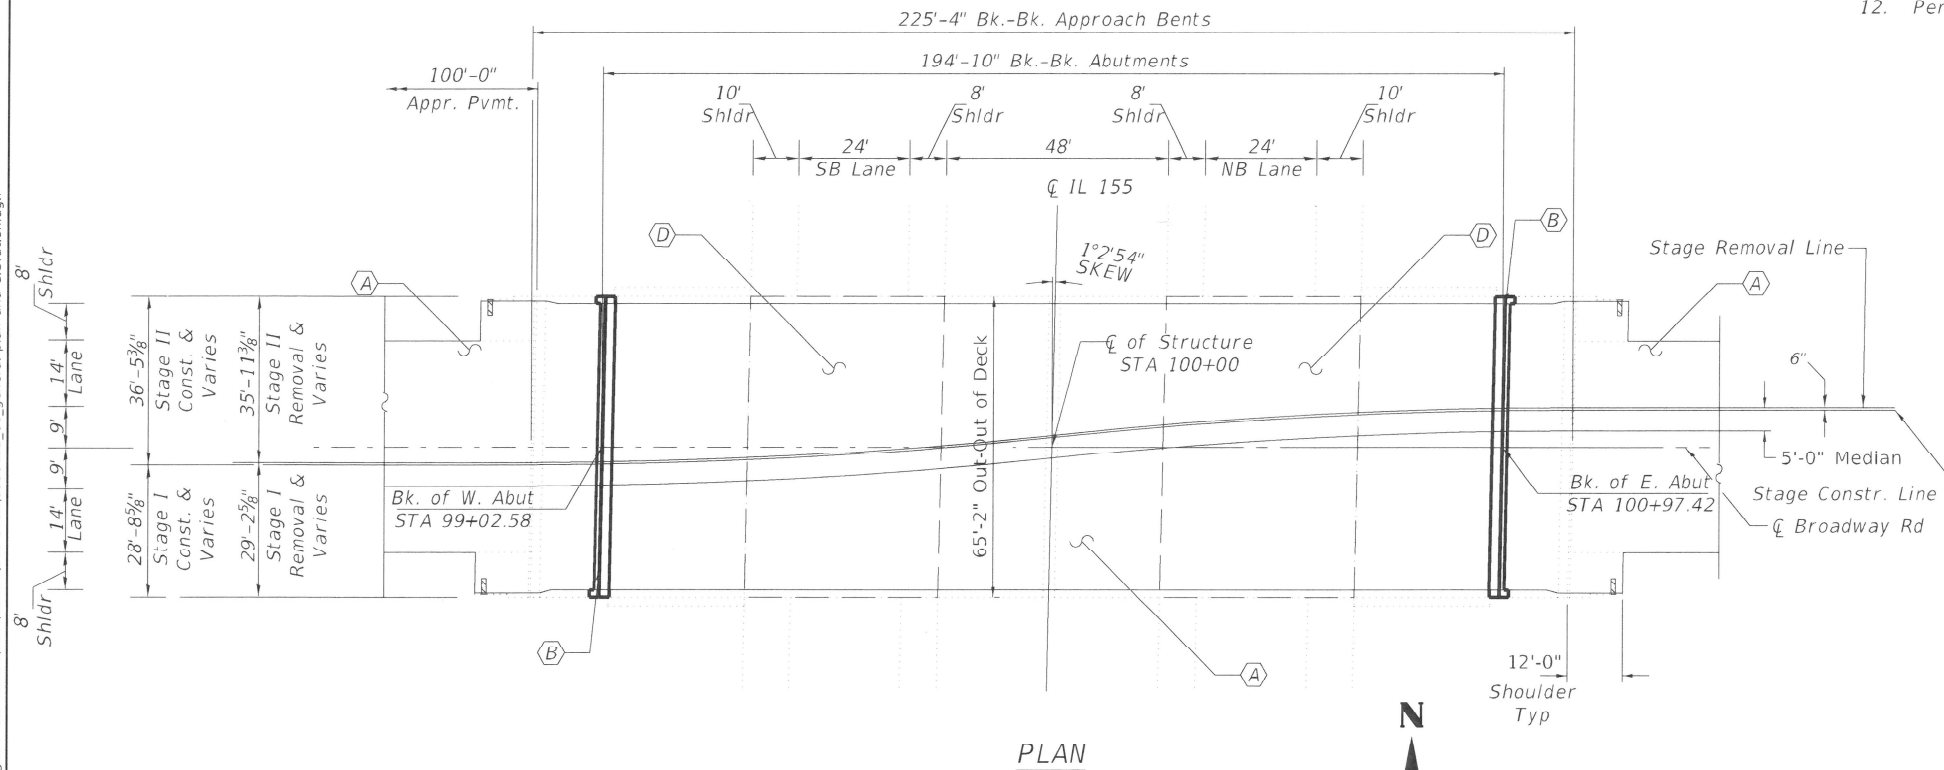 12. Per
225'-4" Bk.-Bk. Approach Bents
194'-10" Bk.-Bk. Abutments
100'-0"
Appr. Pvmt.
10'
Shldr
8'
Shldr
8'
Shldr
10'
Shldr
24'
SB Lane
48'
24'
NB Lane
℄ IL 155
1°2'54"
SKEW
D
D
B
A
A
Stage Removal Line
8'
Shldr
14'
Lane
9'
9'
14'
Lane
8'
Shldr
36'-5⅜"
Stage II
Const. &
Varies
35'-11⅜"
Stage II
Removal &
Varies
28'-8⅝"
Stage I
Const. &
Varies
29'-2⅝"
Stage I
Removal &
Varies
℄ of Structure
STA 100+00
65'-2" Out-Out of Deck
6"
5'-0" Median
Bk. of W. Abut
STA 99+02.58
Bk. of E. Abut
STA 100+97.42
Stage Constr. Line
℄ Broadway Rd
B
A
12'-0"
Shoulder
Typ
N
PLAN